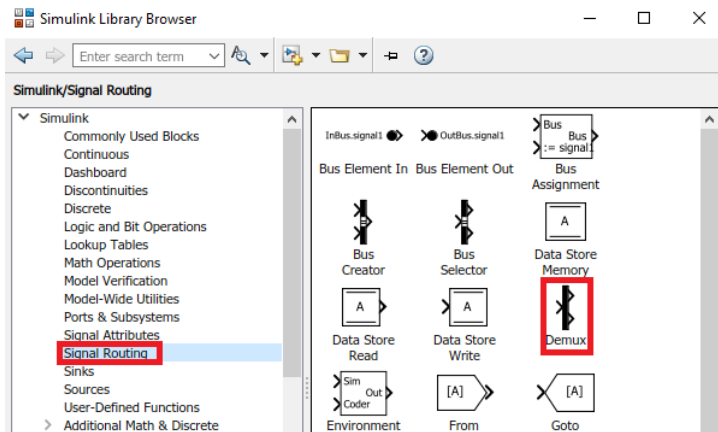 Simulink Library Browser
Enter search term
Simulink/Signal Routing
Simulink
Commonly Used Blocks
Continuous
Dashboard
Discontinuities
Discrete
Logic and Bit Operations
Lookup Tables
Math Operations
Model Verification
Model-Wide Utilities
Ports & Subsystems
Signal Attributes
Signal Routing
Sinks
Sources
User-Defined Functions
Additional Math & Discrete
InBus.signal1
OutBus.signal1
Bus
Bus
:= signal1
Bus Element In
Bus Element Out
Bus
Assignment
Bus
Creator
Bus
Selector
A
Data Store
Memory
A
Data Store
Read
A
Data Store
Write
Demux
Sim
Out
Coder
Environment
[A]
From
[A]
Goto